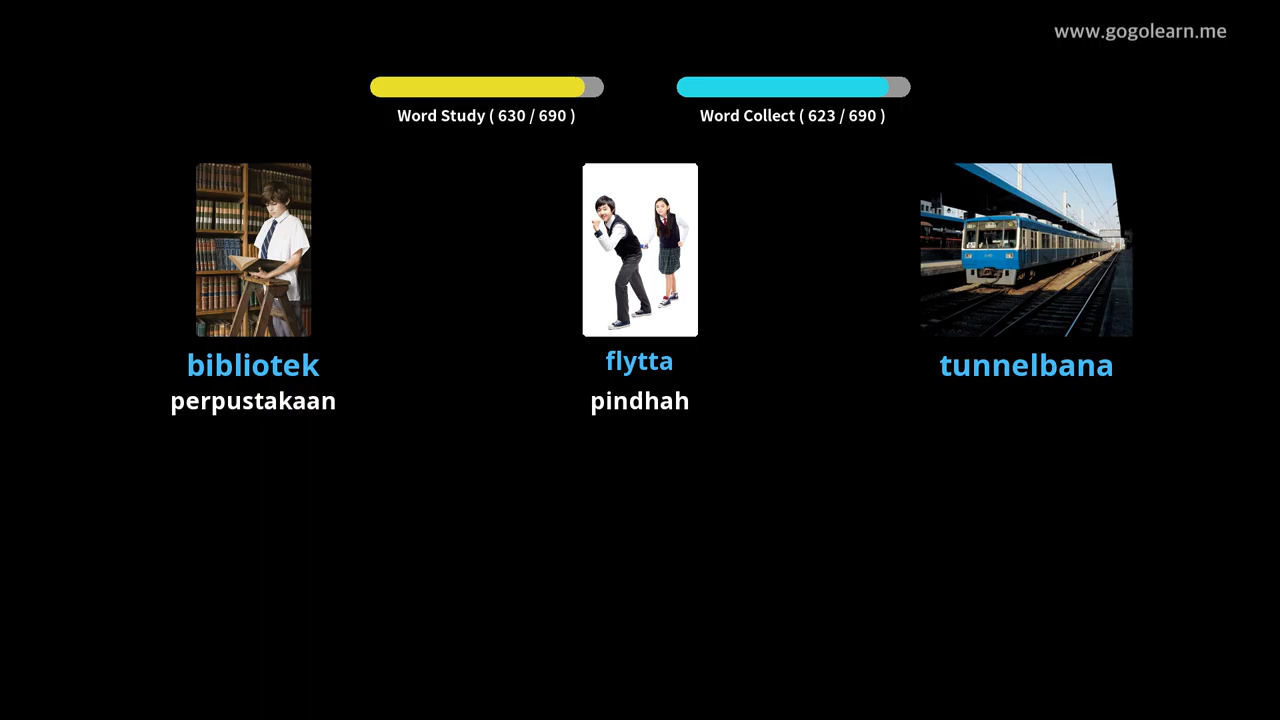 www.gogolearn.me
Word Study ( 630 / 690 )
Word Collect ( 623 / 690 )
bibliotek
perpustakaan
flytta
pindhah
tunnelbana